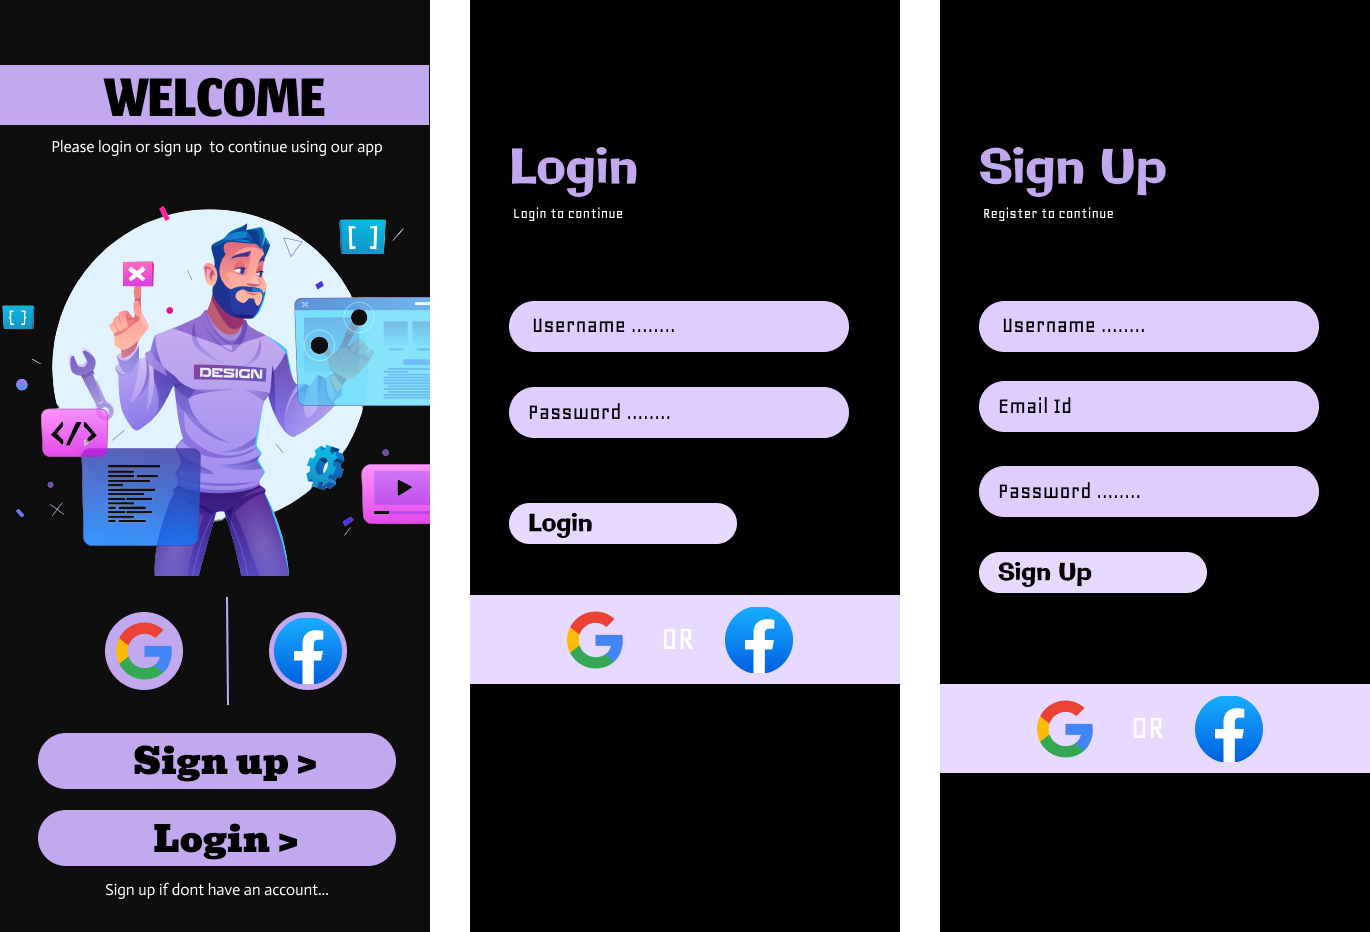 WELCOME
Please login or sign up  to continue using our app
[ ]
[ ]
DESIGN
</>
Sign up >
Login >
Sign up if dont have an account...
Login
Login to continue
Username ........
Password ........
Login
OR
Sign Up
Register to continue
Username ........
Email Id
Password ........
Sign Up
OR